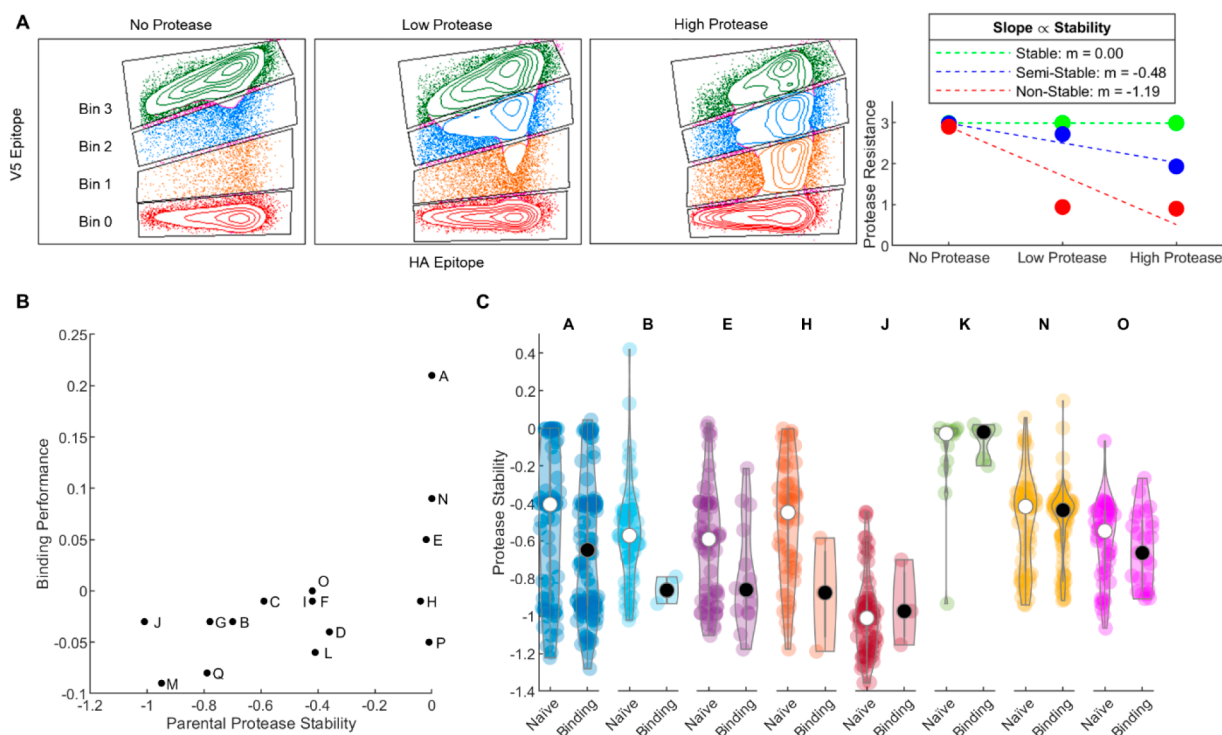 A
No Protease
Low Protease
High Protease
V5 Epitope
Bin 3
Bin 2
Bin 1
Bin 0
HA Epitope
Slope ∝ Stability
Stable: m = 0.00
Semi-Stable: m = -0.48
Non-Stable: m = -1.19
Protease Resistance
3
2
1
0
No Protease
Low Protease
High Protease
B
Binding Performance
0.25
0.2
0.15
0.1
0.05
0
-0.05
-0.1
A
N
E
O
C
I
F
H
J
G
B
D
P
L
Q
M
-1.2
-1
-0.8
-0.6
-0.4
-0.2
0
Parental Protease Stability
C
A
B
E
H
J
K
N
O
Protease Stability
0.4
0.2
0
-0.2
-0.4
-0.6
-0.8
-1
-1.2
-1.4
Naïve
Binding
Naïve
Binding
Naïve
Binding
Naïve
Binding
Naïve
Binding
Naïve
Binding
Naïve
Binding
Naïve
Binding